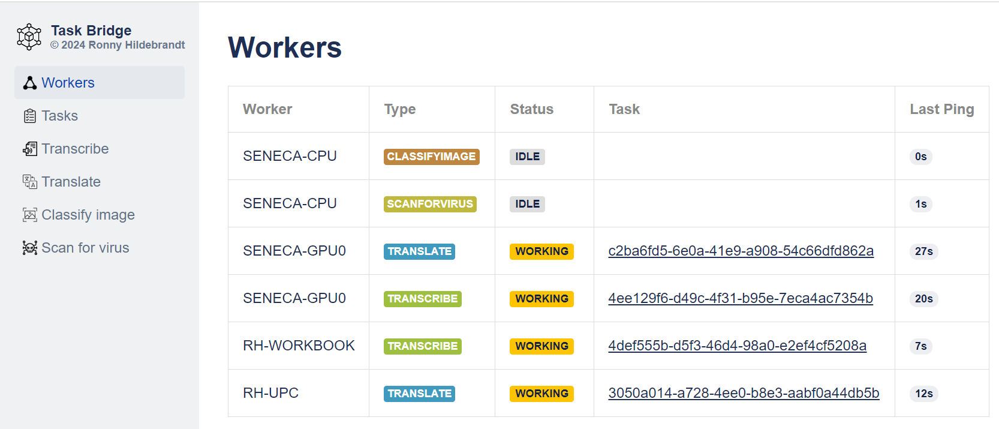 Task Bridge
© 2024 Ronny Hildebrandt
Workers
Tasks
Transcribe
Translate
Classify image
Scan for virus
Workers
Worker Type Status Task Last Ping
SENECA-CPU CLASSIFYIMAGE IDLE 0s
SENECA-CPU SCANFORVIRUS IDLE 1s
SENECA-GPU0 TRANSLATE WORKING c2ba6fd5-6e0a-41e9-a908-54c66dfd862a 27s
SENECA-GPU0 TRANSCRIBE WORKING 4ee129f6-d49c-4f31-b95e-7eca4ac7354b 20s
RH-WORKBOOK TRANSCRIBE WORKING 4def555b-d5f3-46d4-98a0-e2ef4cf5208a 7s
RH-UPC TRANSLATE WORKING 3050a014-a728-4ee0-b8e3-aabf0a44db5b 12s